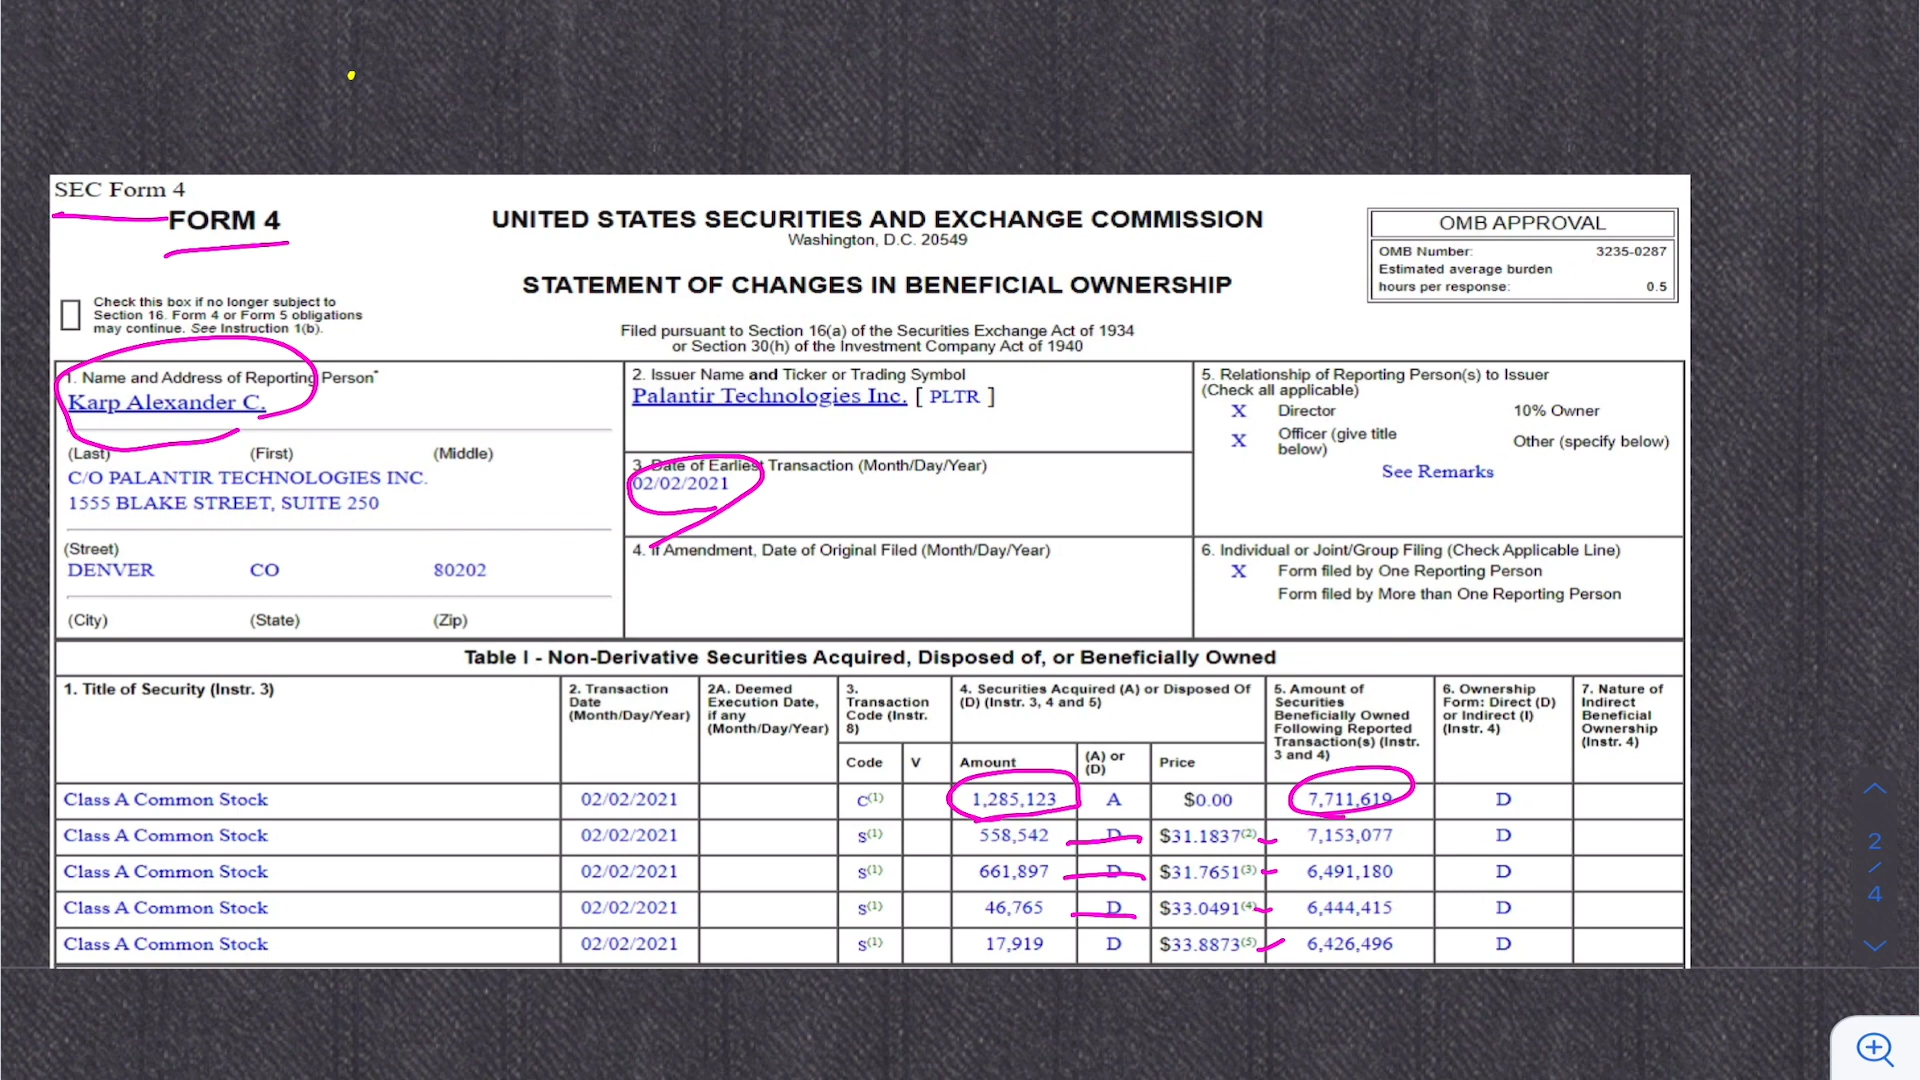 SEC Form 4
FORM 4
UNITED STATES SECURITIES AND EXCHANGE COMMISSION
Washington, D.C. 20549
STATEMENT OF CHANGES IN BENEFICIAL OWNERSHIP
Filed pursuant to Section 16(a) of the Securities Exchange Act of 1934
or Section 30(h) of the Investment Company Act of 1940
OMB APPROVAL
OMB Number: 3235-0287
Estimated average burden
hours per response: 0.5
Check this box if no longer subject to
Section 16. Form 4 or Form 5 obligations
may continue. See Instruction 1(b).
1. Name and Address of Reporting Person*
Karp Alexander C.
(Last) (First) (Middle)
C/O PALANTIR TECHNOLOGIES INC.
1555 BLAKE STREET, SUITE 250
(Street)
DENVER CO 80202
(City) (State) (Zip)
2. Issuer Name and Ticker or Trading Symbol
Palantir Technologies Inc. [ PLTR ]
3. Date of Earliest Transaction (Month/Day/Year)
02/02/2021
4. If Amendment, Date of Original Filed (Month/Day/Year)
5. Relationship of Reporting Person(s) to Issuer
(Check all applicable)
X Director 10% Owner
X Officer (give title below) Other (specify below)
See Remarks
6. Individual or Joint/Group Filing (Check Applicable Line)
X Form filed by One Reporting Person
Form filed by More than One Reporting Person
Table I - Non-Derivative Securities Acquired, Disposed of, or Beneficially Owned
1. Title of Security (Instr. 3)
2. Transaction
Date
(Month/Day/Year)
2A. Deemed
Execution Date,
if any
(Month/Day/Year)
3.
Transaction
Code (Instr.
8)
4. Securities Acquired (A) or Disposed Of
(D) (Instr. 3, 4 and 5)
5. Amount of
Securities
Beneficially Owned
Following Reported
Transaction(s) (Instr.
3 and 4)
6. Ownership
Form: Direct (D)
or Indirect (I)
(Instr. 4)
7. Nature of
Indirect
Beneficial
Ownership
(Instr. 4)
Code V Amount (A) or (D) Price
Class A Common Stock 02/02/2021 C(1) 1,285,123 A $0.00 7,711,619 D
Class A Common Stock 02/02/2021 S(1) 558,542 D $31.1837(2) 7,153,077 D
Class A Common Stock 02/02/2021 S(1) 661,897 D $31.7651(3) 6,491,180 D
Class A Common Stock 02/02/2021 S(1) 46,765 D $33.0491(4) 6,444,415 D
Class A Common Stock 02/02/2021 S(1) 17,919 D $33.8873(5) 6,426,496 D
2
/
4